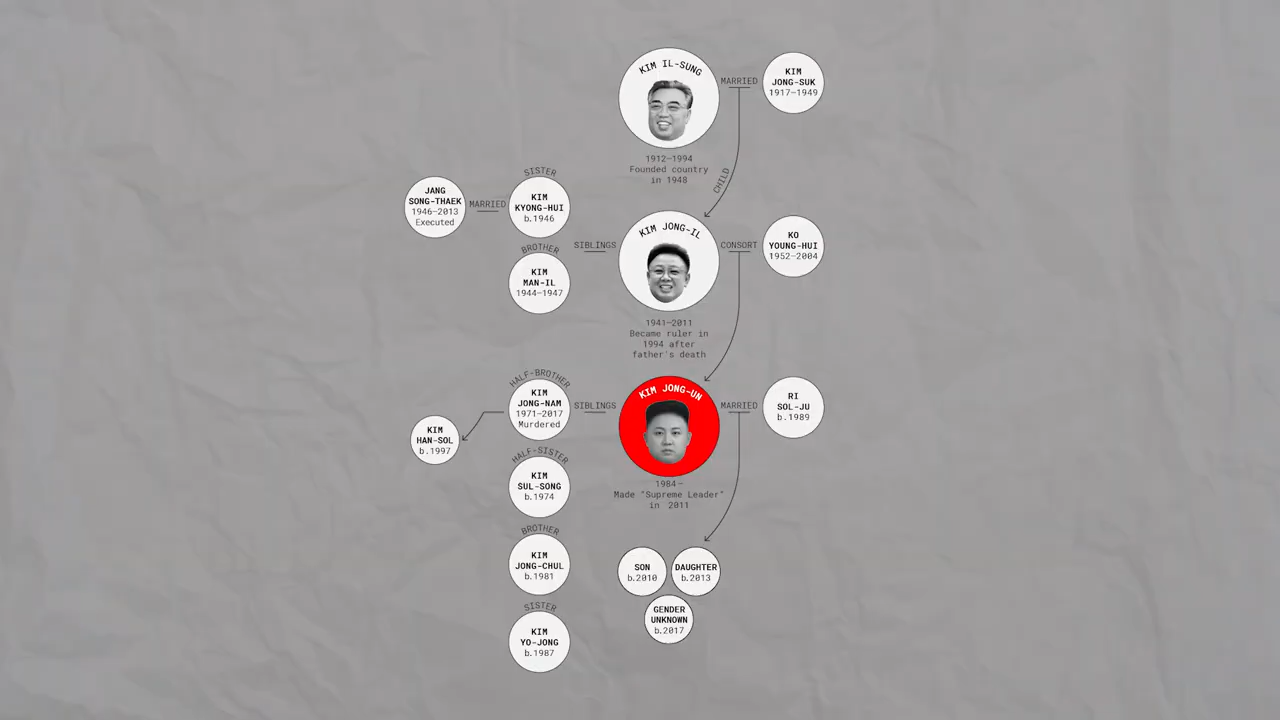 KIM IL-SUNG
MARRIED
KIM
JONG-SUK
1917–1949
1912–1994
Founded country
in 1948
CHILD
JANG
SONG-THAEK
1946–2013
Executed
MARRIED
SISTER
KIM
KYONG-HUI
b.1946
BROTHER
KIM
MAN-IL
1944–1947
SIBLINGS
KIM JONG-IL
CONSORT
KO
YOUNG-HUI
1952–2004
1941–2011
Became ruler in
1994 after
father's death
HALF-BROTHER
KIM
JONG-NAM
1971–2017
Murdered
KIM
HAN-SOL
b.1997
SIBLINGS
KIM JONG-UN
MARRIED
RI
SOL-JU
b.1989
1984–
Made "Supreme Leader"
in 2011
HALF-SISTER
KIM
SUL-SONG
b.1974
BROTHER
KIM
JONG-CHUL
b.1981
SISTER
KIM
YO-JONG
b.1987
SON
b.2010
DAUGHTER
b.2013
GENDER
UNKNOWN
b.2017